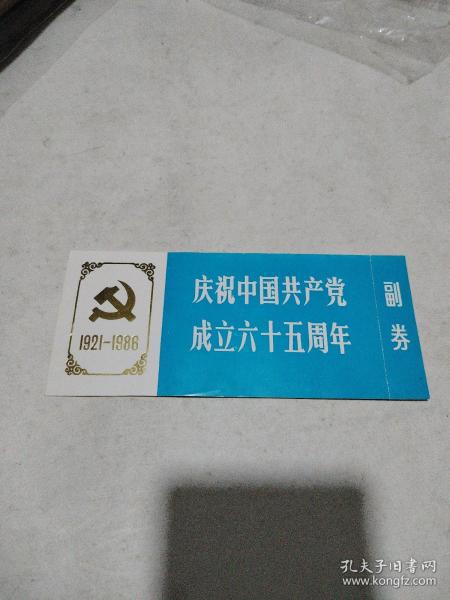 1921-1986
庆祝中国共产党
成立六十五周年
副券
孔夫子旧书网
www.kongfz.com